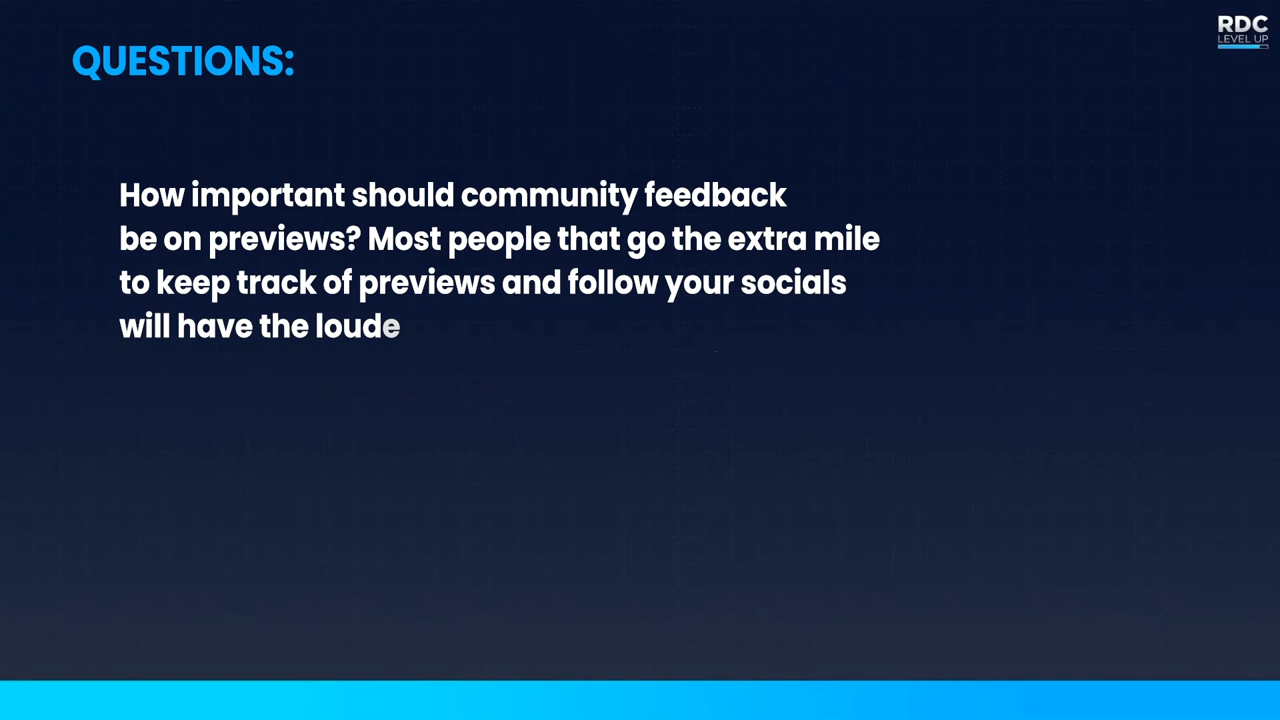 RDC
LEVEL UP
QUESTIONS:
How important should community feedback
be on previews? Most people that go the extra mile
to keep track of previews and follow your socials
will have the loude